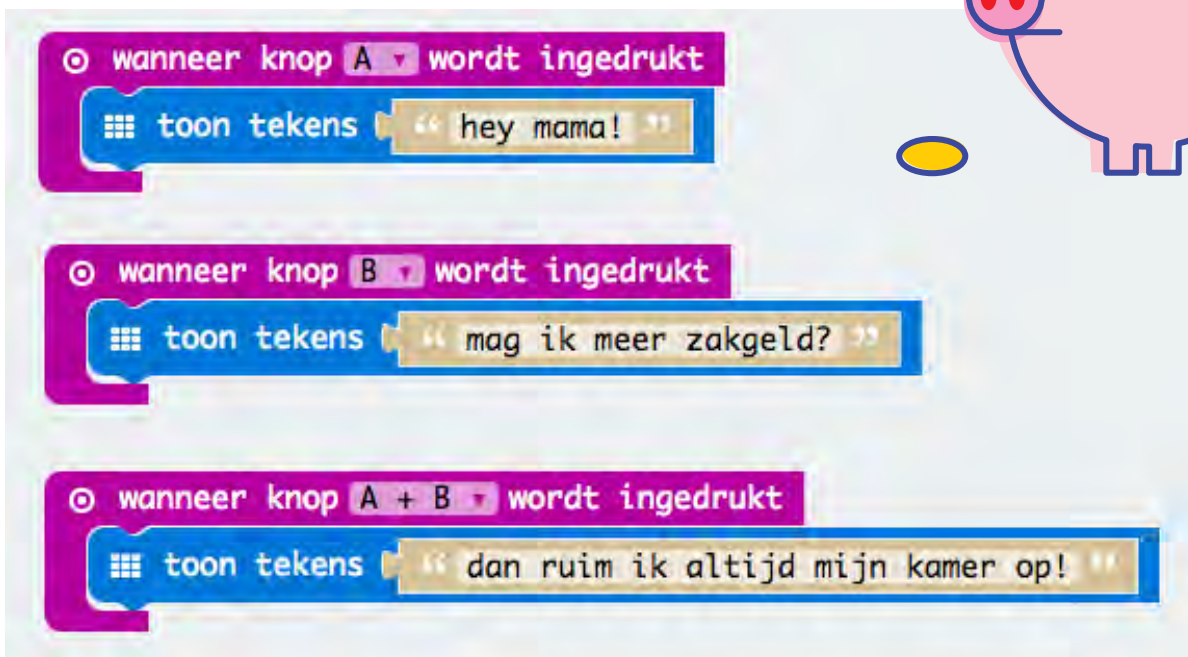 wanneer knop A wordt ingedrukt
toon tekens “ hey mama! ”
wanneer knop B wordt ingedrukt
toon tekens “ mag ik meer zakgeld? ”
wanneer knop A + B wordt ingedrukt
toon tekens “ dan ruim ik altijd mijn kamer op! ”